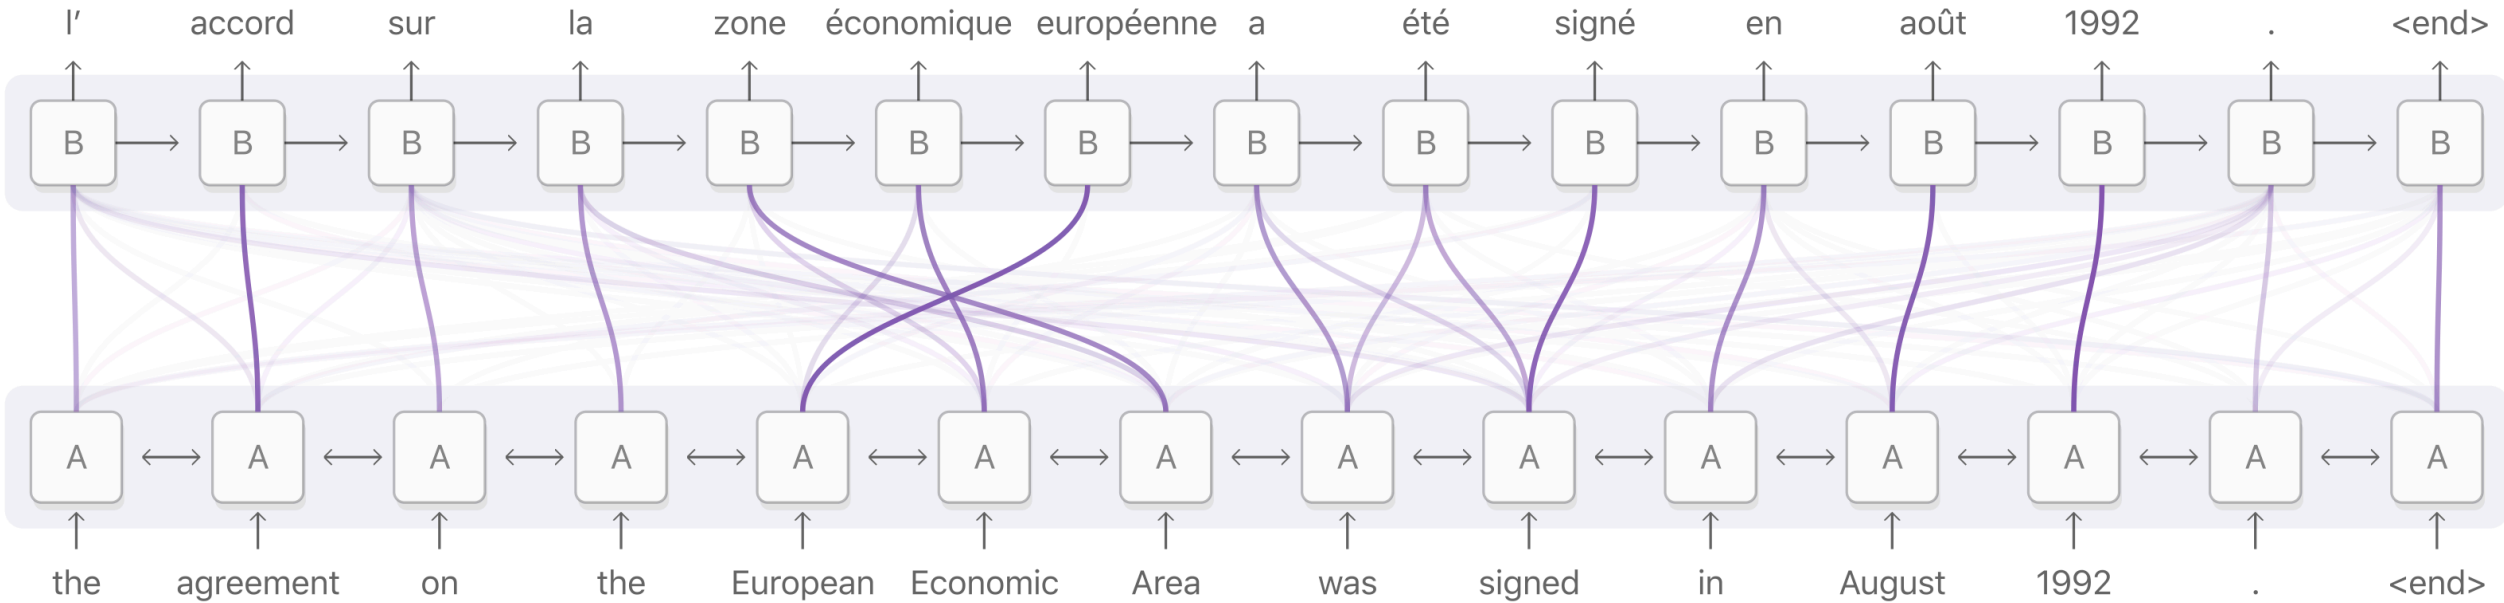 l’ accord sur la zone économique européenne a été signé en août 1992 . <end>
B B B B B B B B B B B B B B B
A A A A A A A A A A A A A A
the agreement on the European Economic Area was signed in August 1992 . <end>